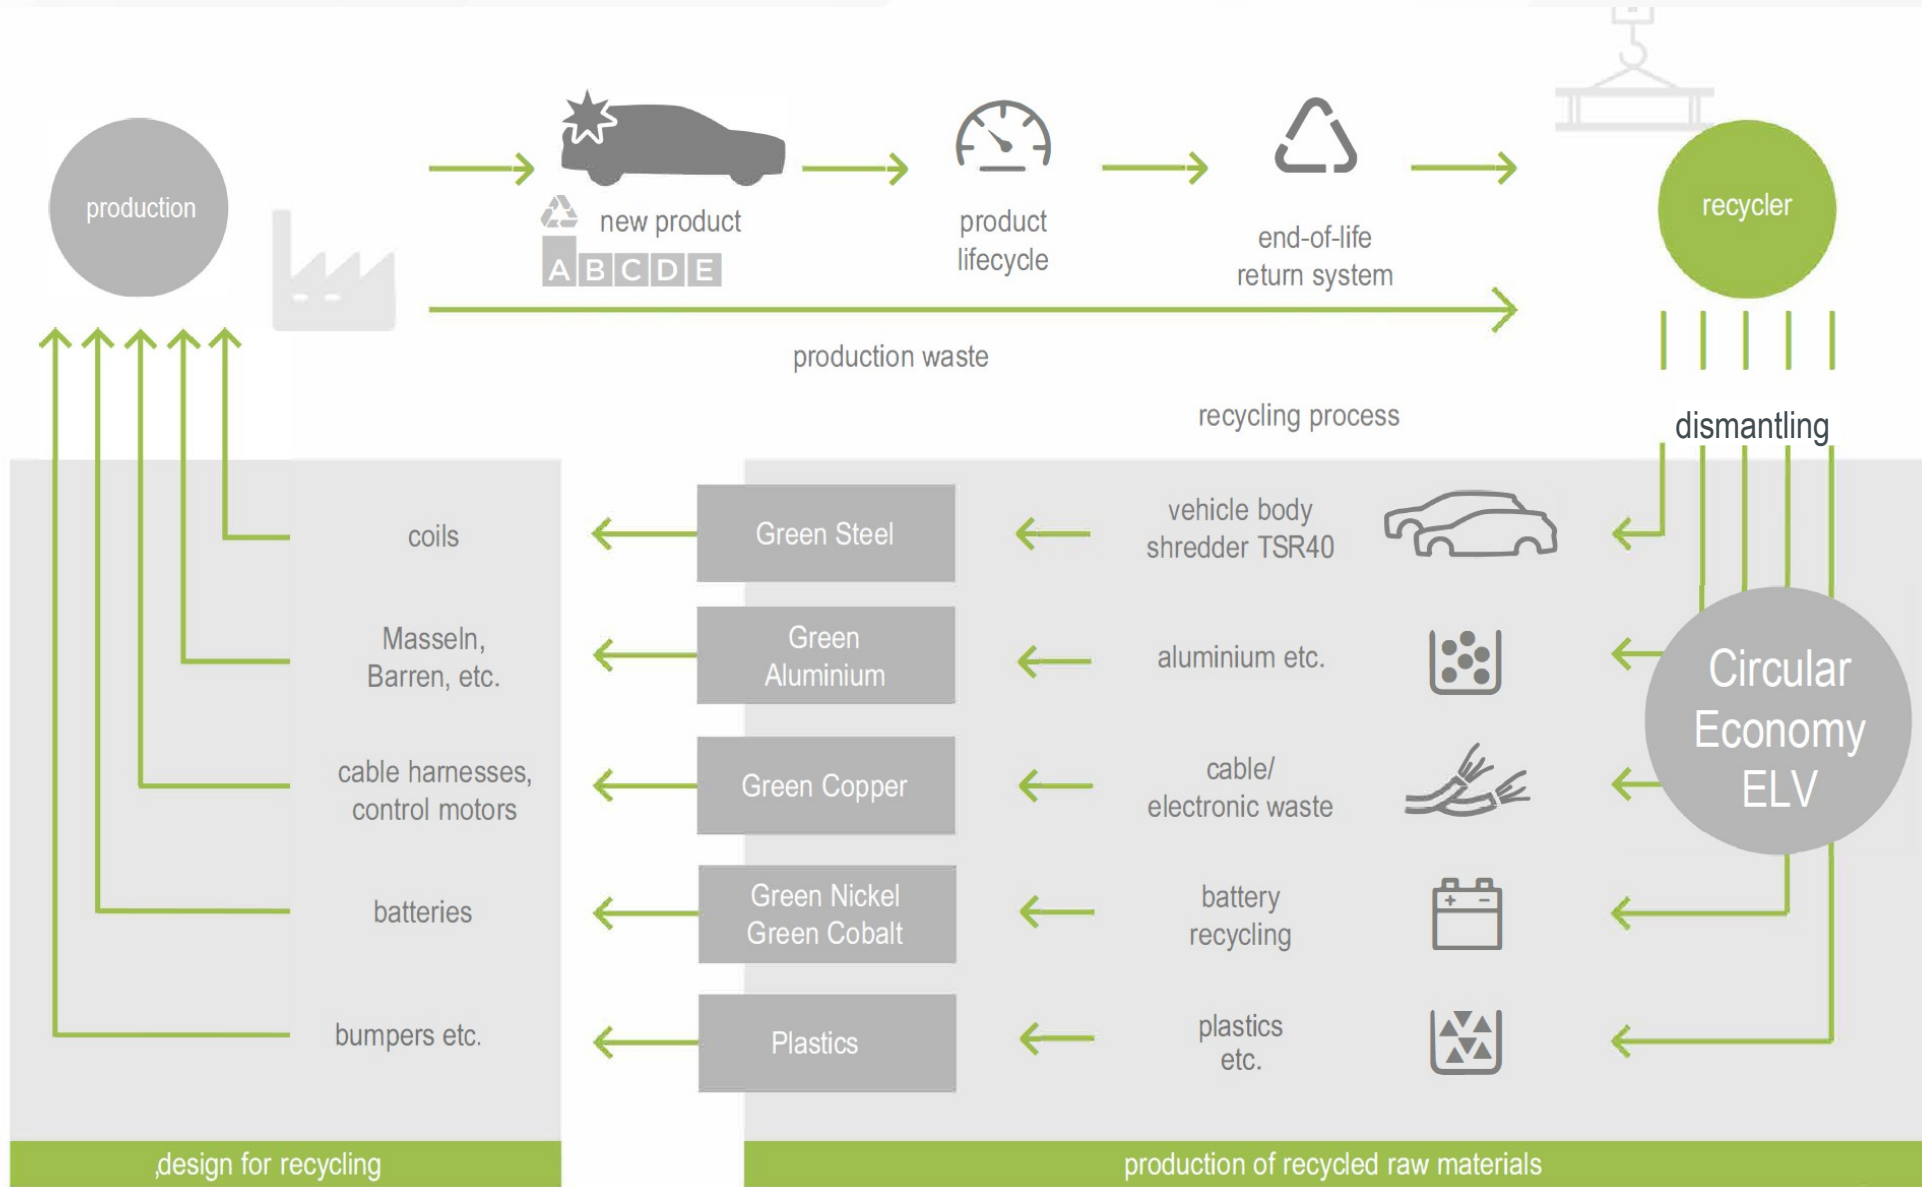 production
new product
A B C D E
product
lifecycle
end-of-life
return system
recycler
production waste
recycling process
dismantling
coils
Green Steel
vehicle body
shredder TSR40
Masseln,
Barren, etc.
Green
Aluminium
aluminium etc.
Circular
Economy
ELV
cable harnesses,
control motors
Green Copper
cable/
electronic waste
batteries
Green Nickel
Green Cobalt
battery
recycling
+ -
bumpers etc.
Plastics
plastics
etc.
,design for recycling
production of recycled raw materials